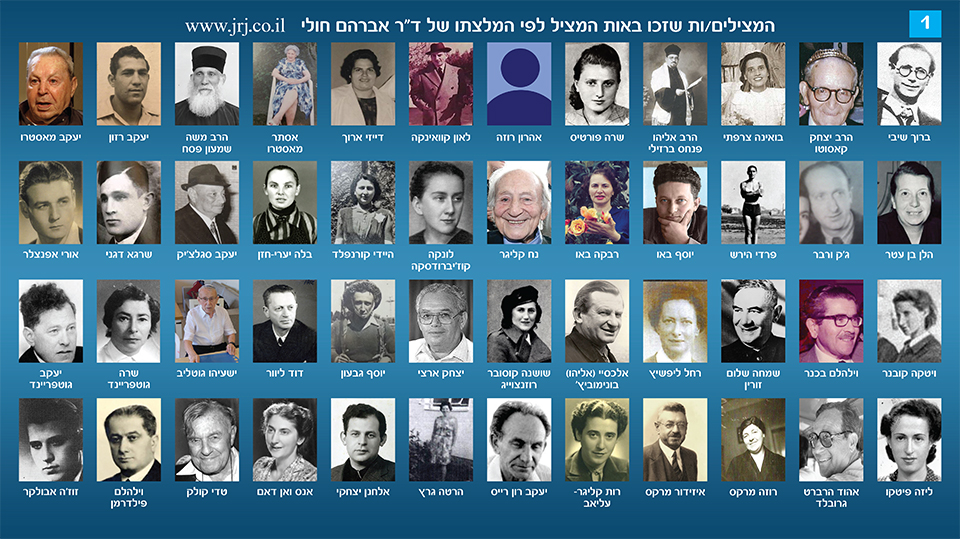 1
המצילים/ות שזכו באות המציל לפי המלצתו של ד"ר אברהם חולי www.jrj.co.il
ברוך שיבי
הרב יצחק קאסוטו
בואינה צרפתי
הרב אליהו פנחס ברזילי
שרה פורטיס
אהרון רוזה
לאון קוואינקה
דייזי ארוך
אסתר מאסטרו
הרב משה שמעון פסח
יעקב רזון
יעקב מאסטרו
הלן בן עטר
ג'ק ורבר
פרדי הירש
יוסף באו
רבקה באו
נח קליגר
לונקה קוז'יברודסקה
היידי קורנפלד
בלה יערי-חזן
יעקב סגלצ'יק
שרגא דגני
אורי אפנצלר
ויטקה קובנר
וילהלם בכנר
שמחה שלום זורין
רחל ליפשיץ
אלכסיי (אליהו) בונימוביץ'
שושנה קוסובר רוזנצוייג
יצחק ארצי
יוסף גבעון
דוד ליוור
ישעיהו גוטליב
שרה גוטפריינד
יעקב גוטפריינד
ליזה פיטקו
אהוד הרברט גרובלד
רוזה מרקס
איזידור מרקס
רות קליגר-עליאב
יעקב רון רייס
הרטה גרץ
אלחנן יצחקי
אנס ואן דאם
טדי קולק
וילהלם פילדרמן
זוז'ה אבולקר